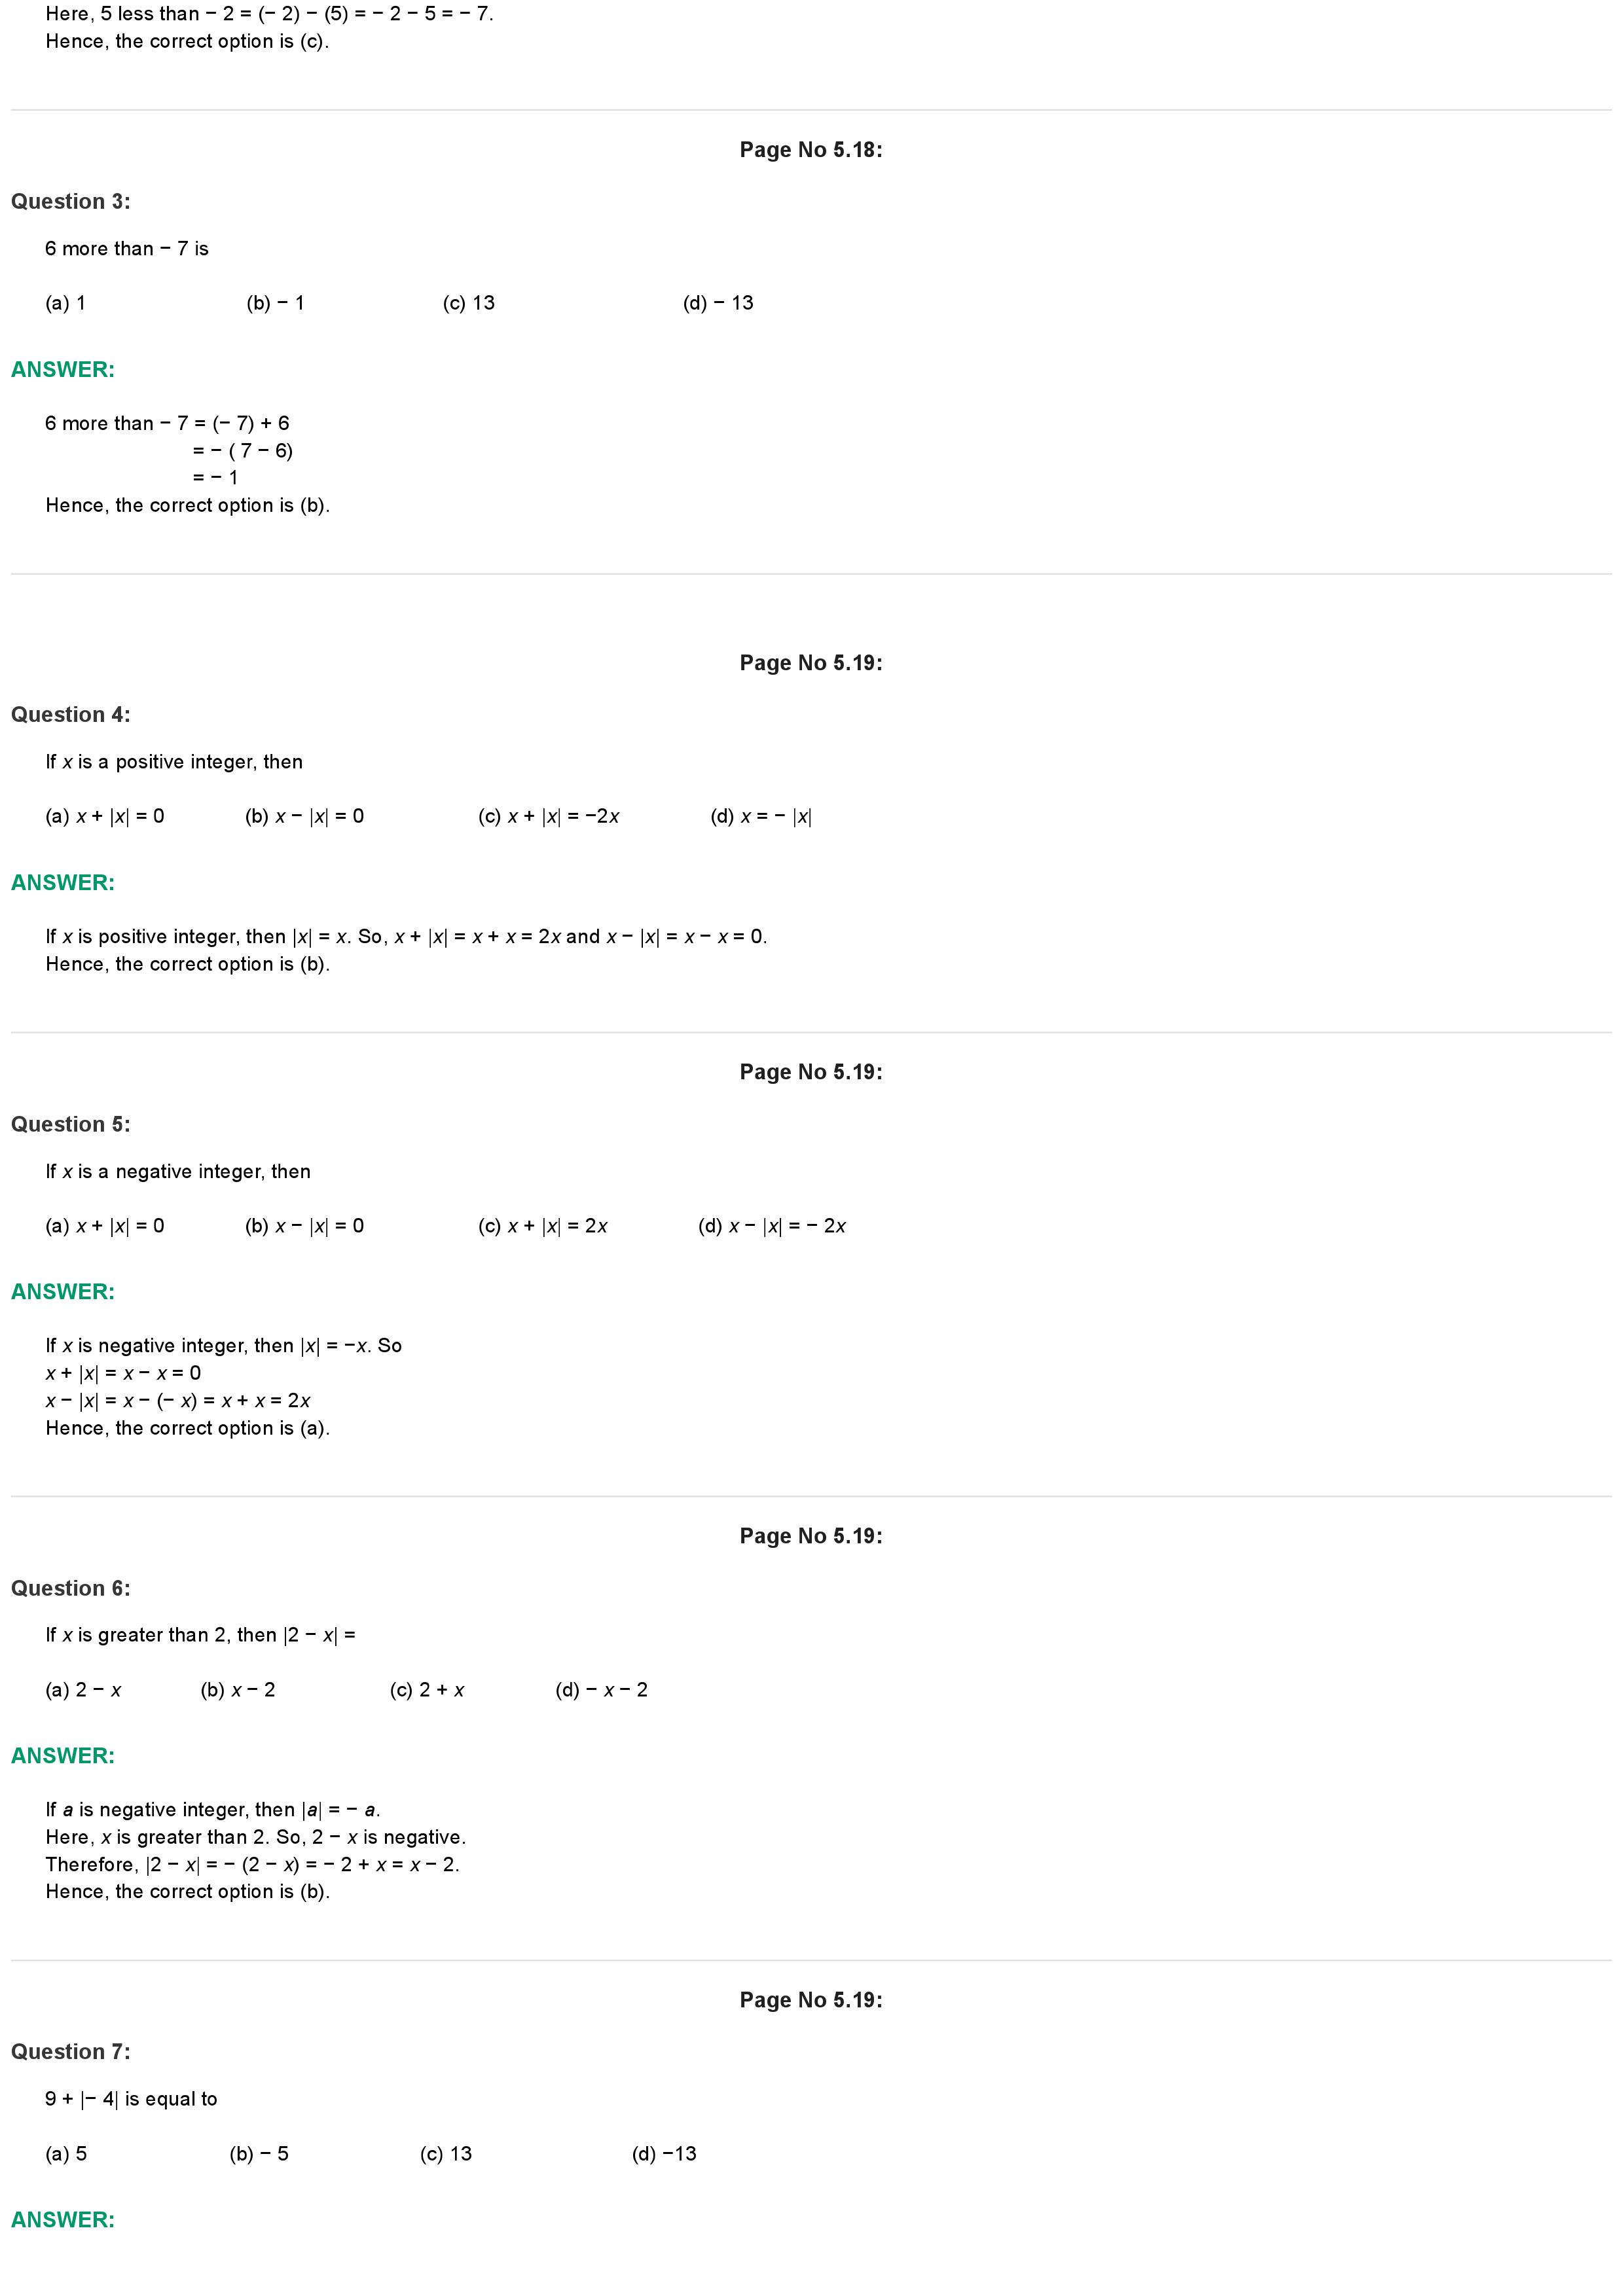 Here, 5 less than − 2 = (− 2) − (5) = − 2 − 5 = − 7.
Hence, the correct option is (c).
Page No 5.18:
Question 3:
6 more than − 7 is
(a) 1 (b) − 1 (c) 13 (d) − 13
ANSWER:
6 more than − 7 = (− 7) + 6
= − ( 7 − 6)
= − 1
Hence, the correct option is (b).
Page No 5.19:
Question 4:
If x is a positive integer, then
(a) x + |x| = 0 (b) x − |x| = 0 (c) x + |x| = −2x (d) x = − |x|
ANSWER:
If x is positive integer, then |x| = x. So, x + |x| = x + x = 2x and x − |x| = x − x = 0.
Hence, the correct option is (b).
Page No 5.19:
Question 5:
If x is a negative integer, then
(a) x + |x| = 0 (b) x − |x| = 0 (c) x + |x| = 2x (d) x − |x| = − 2x
ANSWER:
If x is negative integer, then |x| = −x. So
x + |x| = x − x = 0
x − |x| = x − (− x) = x + x = 2x
Hence, the correct option is (a).
Page No 5.19:
Question 6:
If x is greater than 2, then |2 − x| =
(a) 2 − x (b) x − 2 (c) 2 + x (d) − x − 2
ANSWER:
If a is negative integer, then |a| = − a.
Here, x is greater than 2. So, 2 − x is negative.
Therefore, |2 − x| = − (2 − x) = − 2 + x = x − 2.
Hence, the correct option is (b).
Page No 5.19:
Question 7:
9 + |− 4| is equal to
(a) 5 (b) − 5 (c) 13 (d) −13
ANSWER: